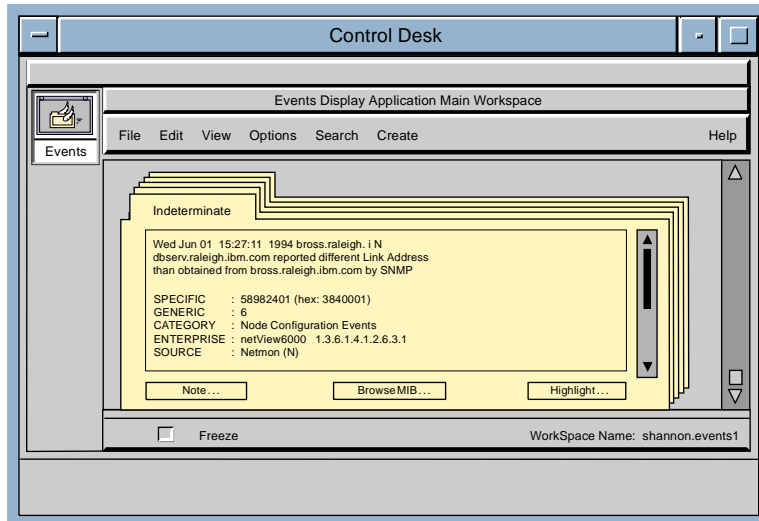 Control Desk
Events Display Application Main Workspace
Events
File Edit View Options Search Create Help
Indeterminate
Wed Jun 01 15:27:11 1994 bross.raleigh. i N
dbserv.raleigh.ibm.com reported different Link Address
than obtained from bross.raleigh.ibm.com by SNMP
SPECIFIC : 58982401 (hex: 3840001)
GENERIC : 6
CATEGORY : Node Configuration Events
ENTERPRISE : netView6000 1.3.6.1.4.1.2.6.3.1
SOURCE : Netmon (N)
Note... BrowseMIB... Highlight...
Freeze WorkSpace Name: shannon.events1